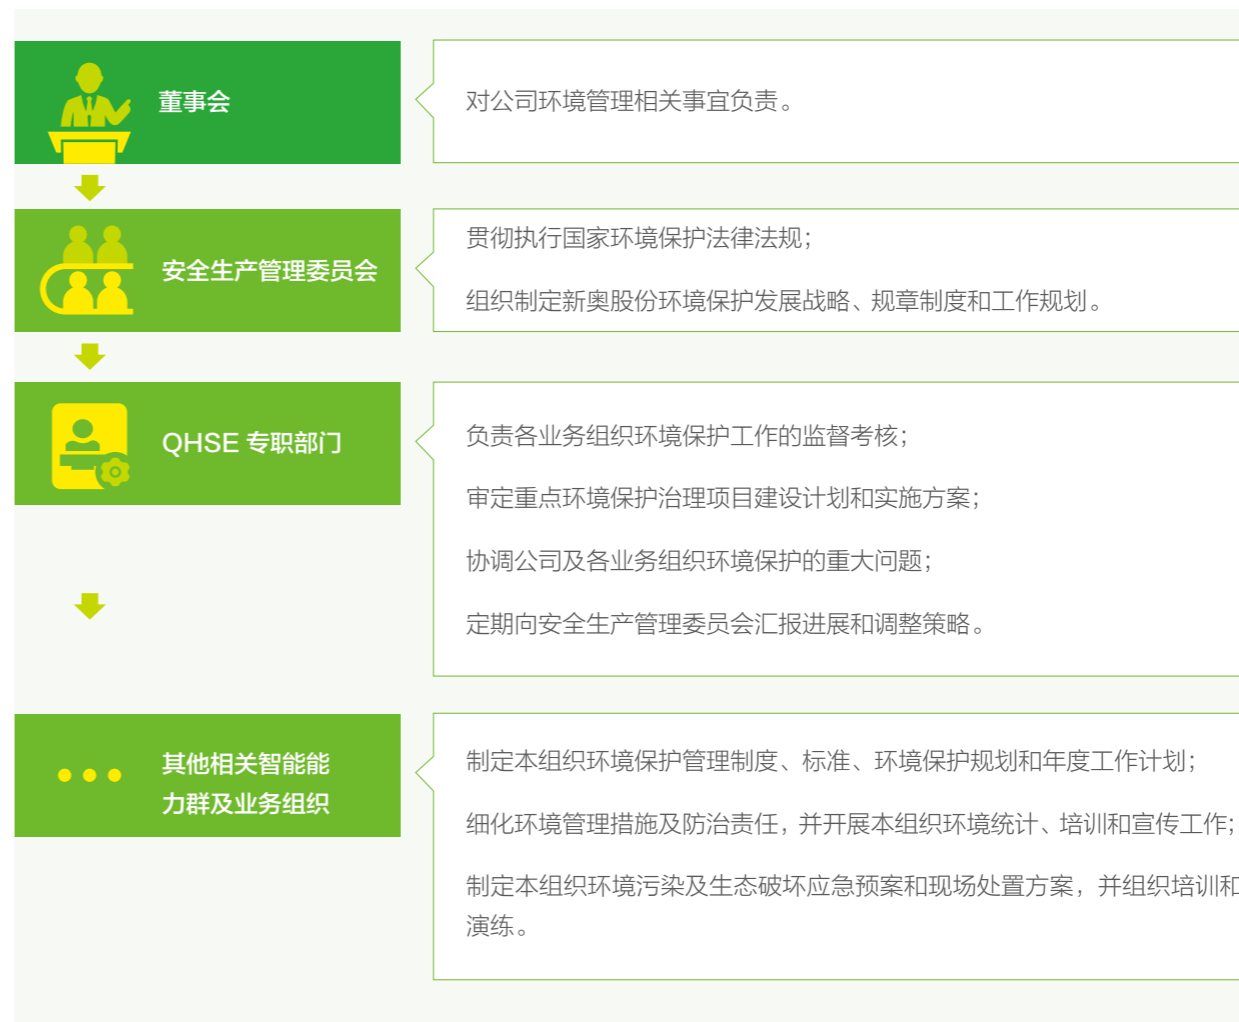 董事会
对公司环境管理相关事宜负责。
安全生产管理委员会
贯彻执行国家环境保护法律法规；
组织制定新奥股份环境保护发展战略、规章制度和工作规划。
QHSE 专职部门
负责各业务组织环境保护工作的监督考核；
审定重点环境保护治理项目建设计划和实施方案；
协调公司及各业务组织环境保护的重大问题；
定期向安全生产管理委员会汇报进展和调整策略。
其他相关智能能
力群及业务组织
制定本组织环境保护管理制度、标准、环境保护规划和年度工作计划；
细化环境管理措施及防治责任，并开展本组织环境统计、培训和宣传工作；
制定本组织环境污染及生态破坏应急预案和现场处置方案，并组织培训和
演练。